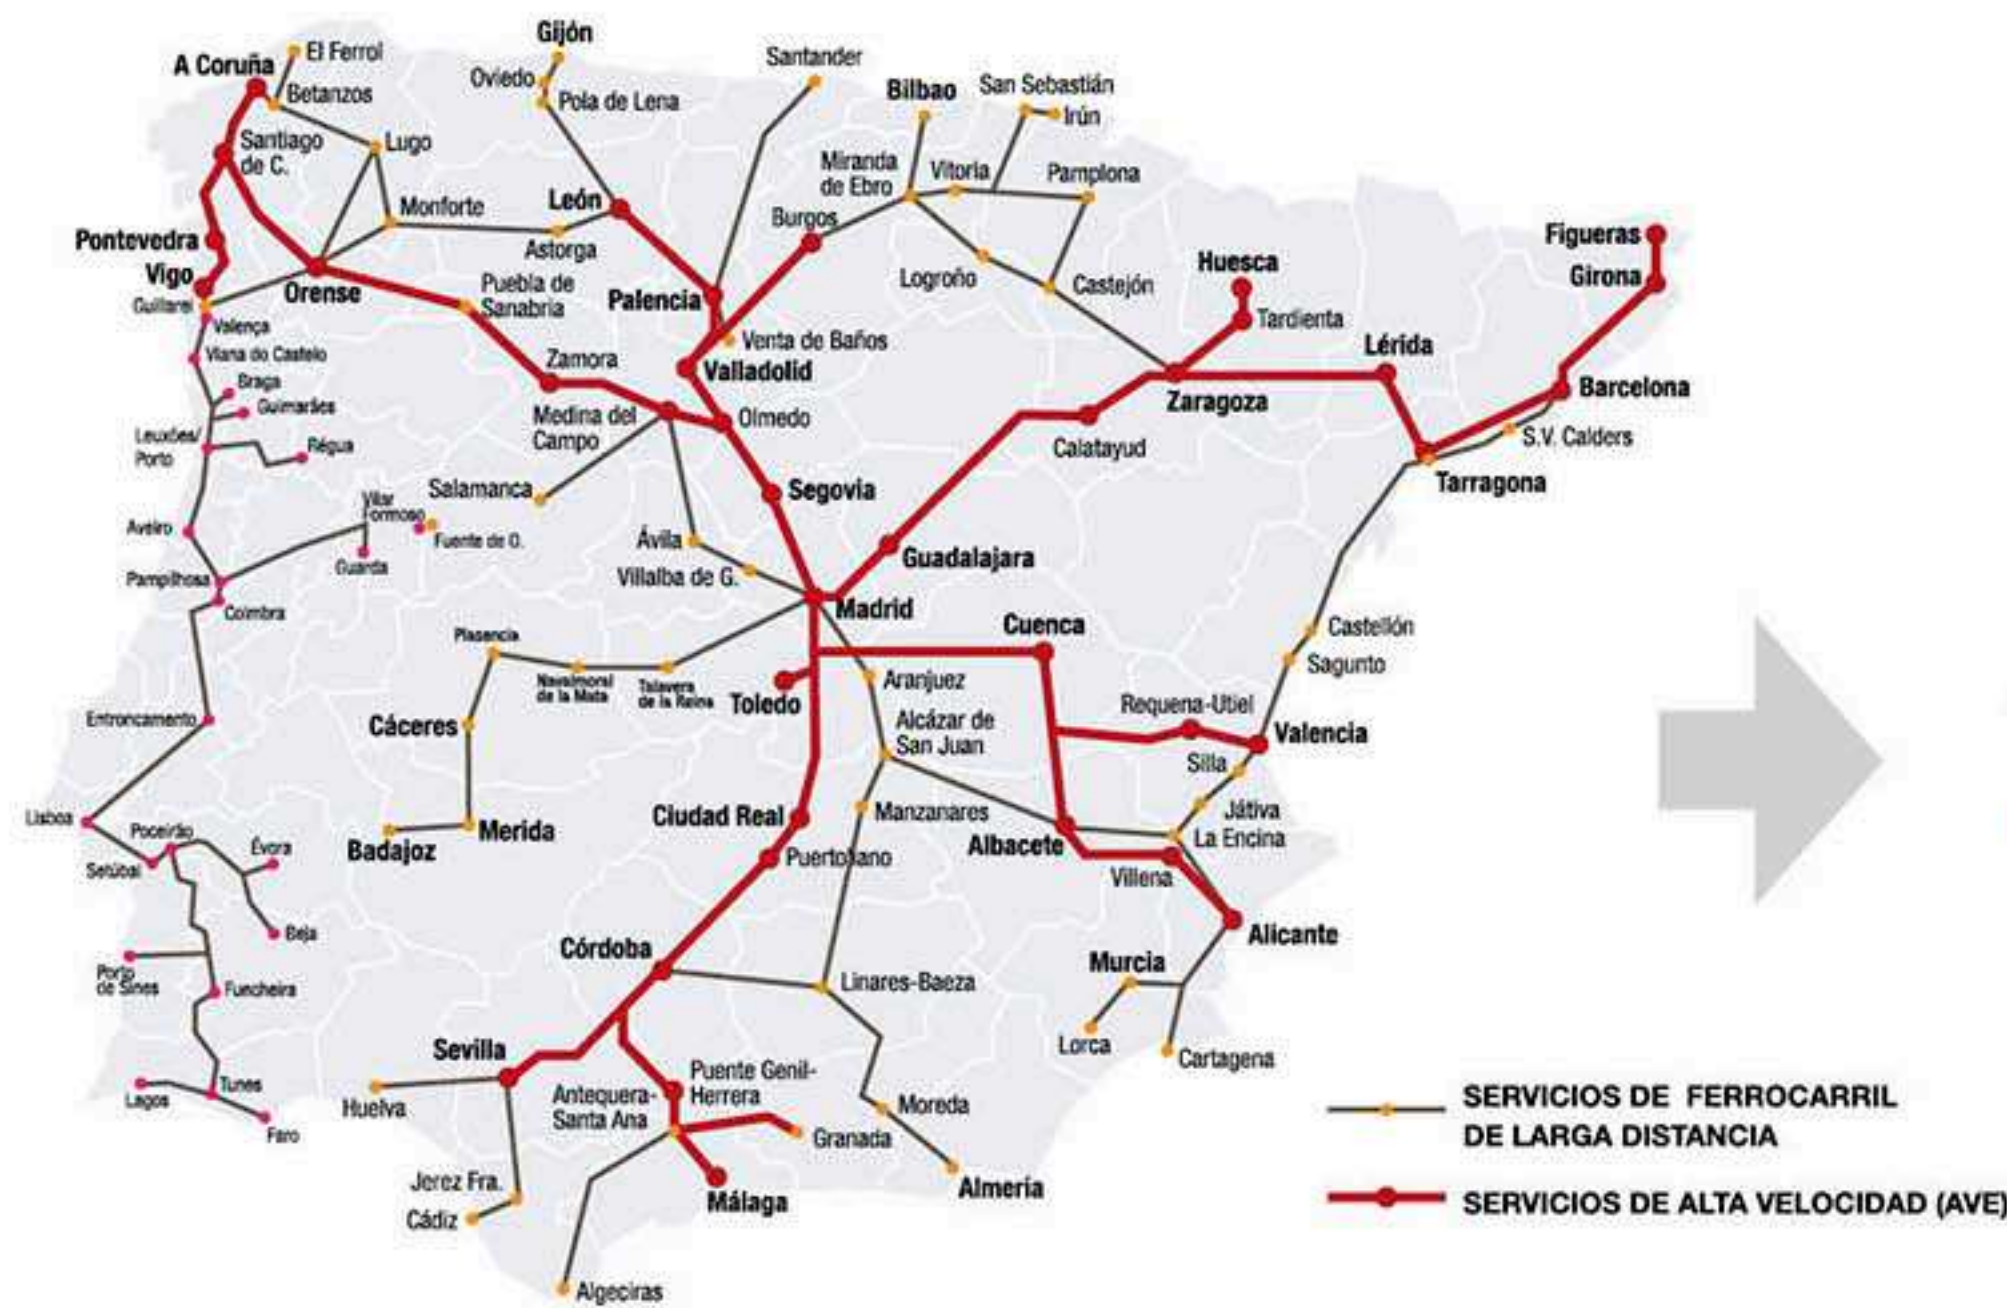 Gijón
El Ferrol
A Coruña
Santander
Oviedo
San Sebastián
Betanzos
Pola de Lena
Bilbao
Irún
Santiago
de C.
Lugo
Miranda
de Ebro
Vitoria
Pamplona
León
Monforte
Burgos
Pontevedra
Astorga
Figueras
Vigo
Huesca
Girona
Guillarei
Orense
Puebla de
Sanabria
Palencia
Logroño
Castejón
Valença
Tardienta
Viana do Castelo
Venta de Baños
Zamora
Lérida
Braga
Valladolid
Barcelona
Guimarães
Zaragoza
Medina del
Campo
Olmedo
Leuxões/
Porto
Régua
Calatayud
S.V. Calders
Salamanca
Segovia
Tarragona
Vilar
Formoso
Aveiro
Fuente de O.
Ávila
Guarda
Guadalajara
Pampilhosa
Villalba de G.
Coimbra
Madrid
Plasencia
Cuenca
Castellón
Navalmoral
de la Mata
Talavera
de la Reina
Toledo
Aranjuez
Sagunto
Entroncamento
Cáceres
Alcázar de
San Juan
Requena-Utiel
Valencia
Silla
Lisboa
Poceirão
Évora
Badajoz
Merida
Ciudad Real
Manzanares
Játiva
Albacete
La Encina
Setúbal
Puertollano
Villena
Beja
Córdoba
Alicante
Porto
de Sines
Funcheira
Linares-Baeza
Murcia
Sevilla
Lorca
Cartagena
Lagos
Tunes
Huelva
Antequera-
Santa Ana
Puente Genil-
Herrera
Moreda
Faro
Granada
Jerez Fra.
Cádiz
Málaga
Almería
Algeciras
SERVICIOS DE FERROCARRIL
DE LARGA DISTANCIA
SERVICIOS DE ALTA VELOCIDAD (AVE)